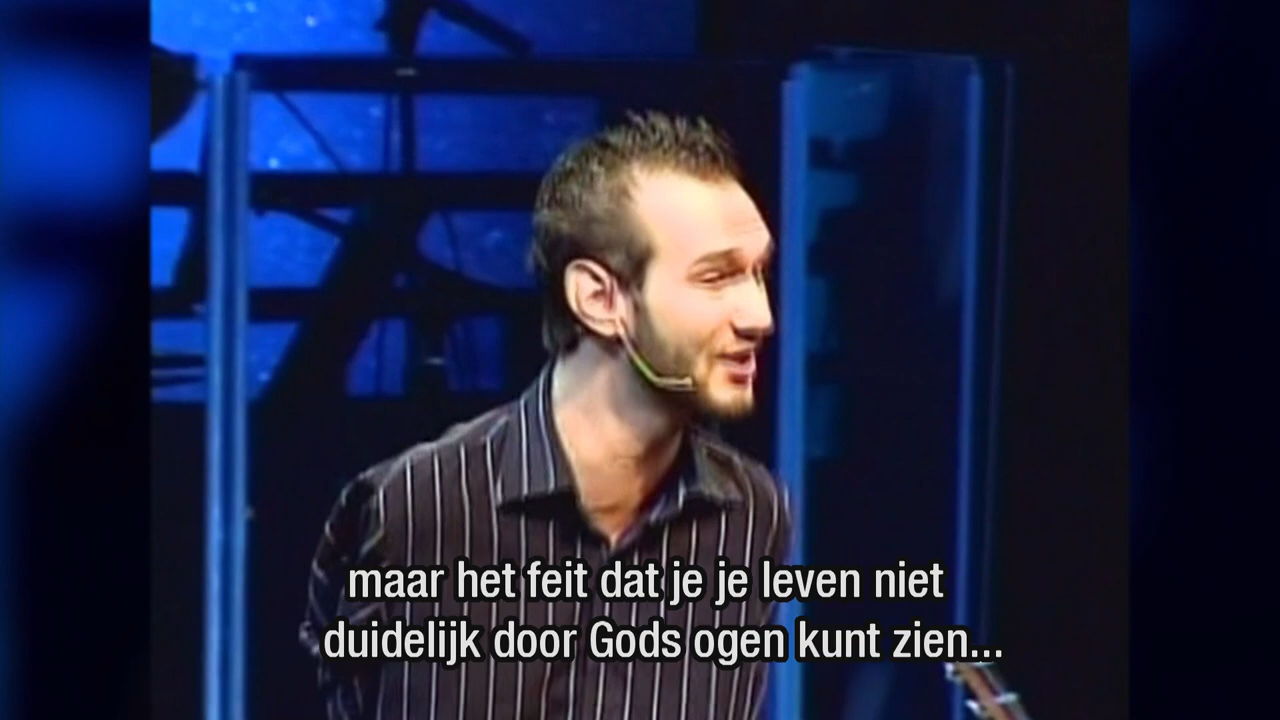 maar het feit dat je je leven niet
duidelijk door Gods ogen kunt zien...